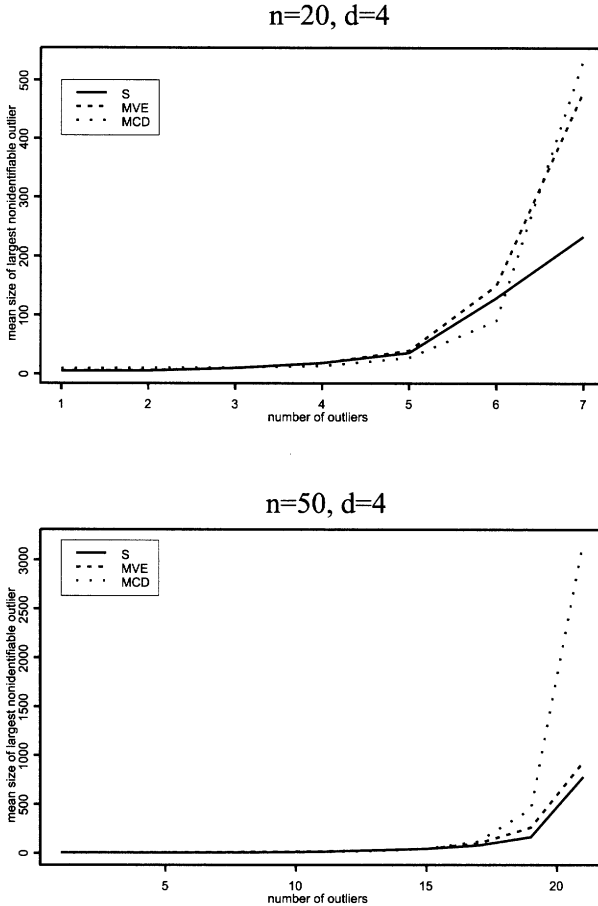 n=20, d=4
mean size of largest nonidentifiable outlier
500
400
300
200
100
0
S
MVE
MCD
1 2 3 4 5 6 7
number of outliers
n=50, d=4
mean size of largest nonidentifiable outlier
3000
2500
2000
1500
1000
500
0
S
MVE
MCD
5 10 15 20
number of outliers